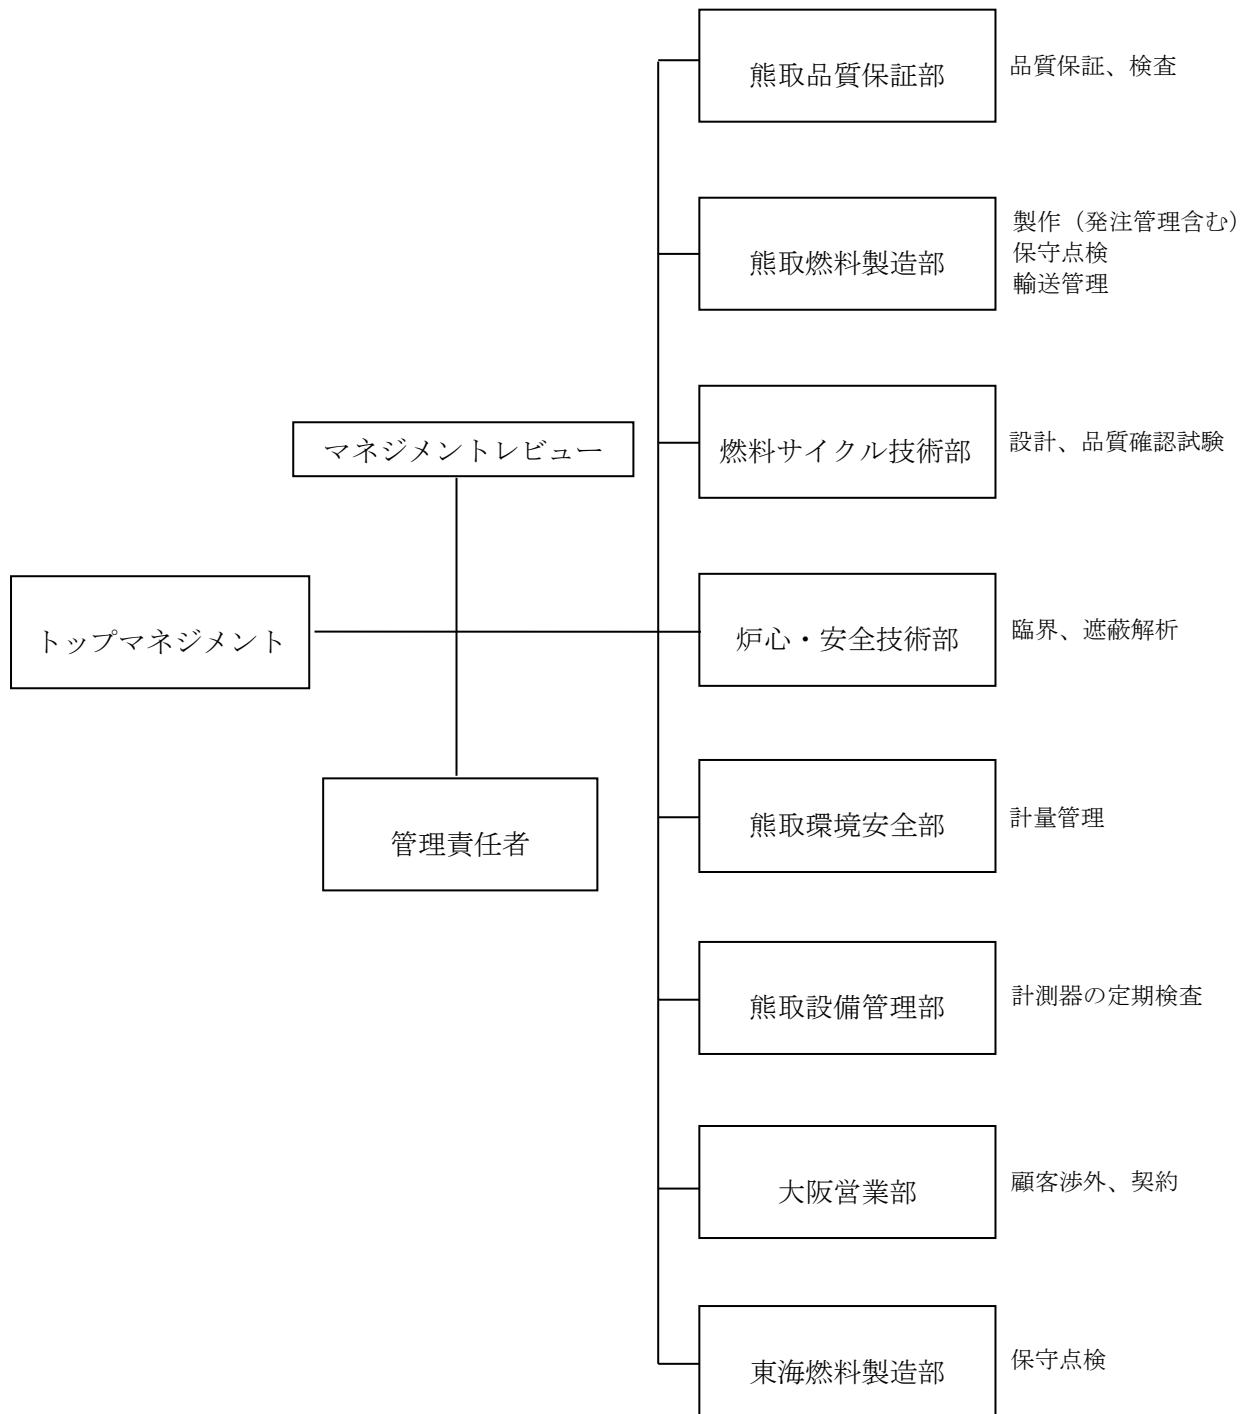 熊取品質保証部
品質保証、検査
熊取燃料製造部
製作（発注管理含む）
保守点検
輸送管理
燃料サイクル技術部
設計、品質確認試験
マネジメントレビュー
トップマネジメント
炉心・安全技術部
臨界、遮蔽解析
管理責任者
熊取環境安全部
計量管理
熊取設備管理部
計測器の定期検査
大阪営業部
顧客渉外、契約
東海燃料製造部
保守点検